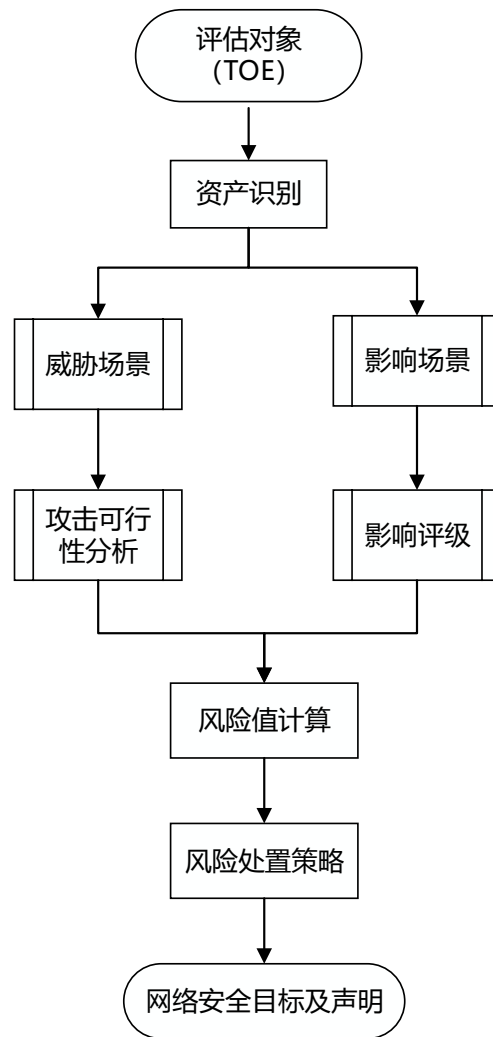 评估对象
（TOE）
资产识别
威胁场景
影响场景
攻击可行
性分析
影响评级
风险值计算
风险处置策略
网络安全目标及声明